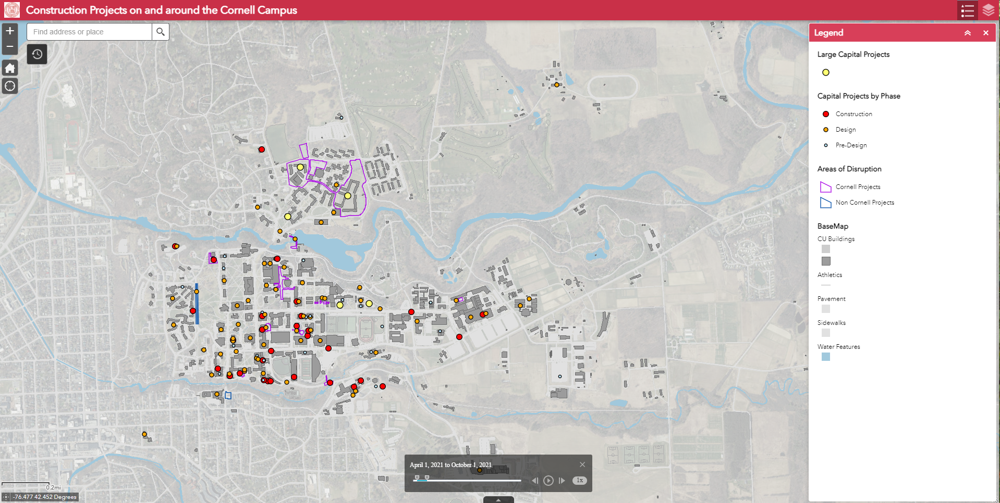 Construction Projects on and around the Cornell Campus
+
Find address or place
−
Legend
Large Capital Projects
Capital Projects by Phase
Construction
Design
Pre-Design
Areas of Disruption
Cornell Projects
Non Cornell Projects
BaseMap
CU Buildings
Athletics
Pavement
Sidewalks
Water Features
April 1, 2021 to October 1, 2021
1x
0.2mi
-76.477 42.452 Degrees